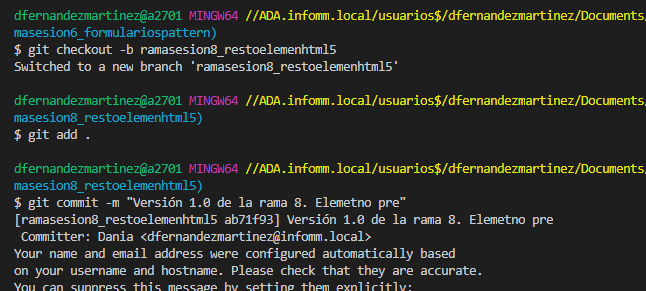 dfernandezmartinez@a2701 MINGW64 //ADA.infomm.local/usuarios$/dfernandezmartinez/Documents/
masesion6_formulariospattern)
$ git checkout -b ramasesion8_restoelemenhtml5
Switched to a new branch 'ramasesion8_restoelemenhtml5'
dfernandezmartinez@a2701 MINGW64 //ADA.infomm.local/usuarios$/dfernandezmartinez/Documents/
masesion8_restoelemenhtml5)
$ git add .
dfernandezmartinez@a2701 MINGW64 //ADA.infomm.local/usuarios$/dfernandezmartinez/Documents/
masesion8_restoelemenhtml5)
$ git commit -m "Versión 1.0 de la rama 8. Elemetno pre"
[ramasesion8_restoelemenhtml5 ab71f93] Versión 1.0 de la rama 8. Elemetno pre
 Committer: Dania <dfernandezmartinez@infomm.local>
Your name and email address were configured automatically based
on your username and hostname. Please check that they are accurate.
You can suppress this message by setting them explicitly: